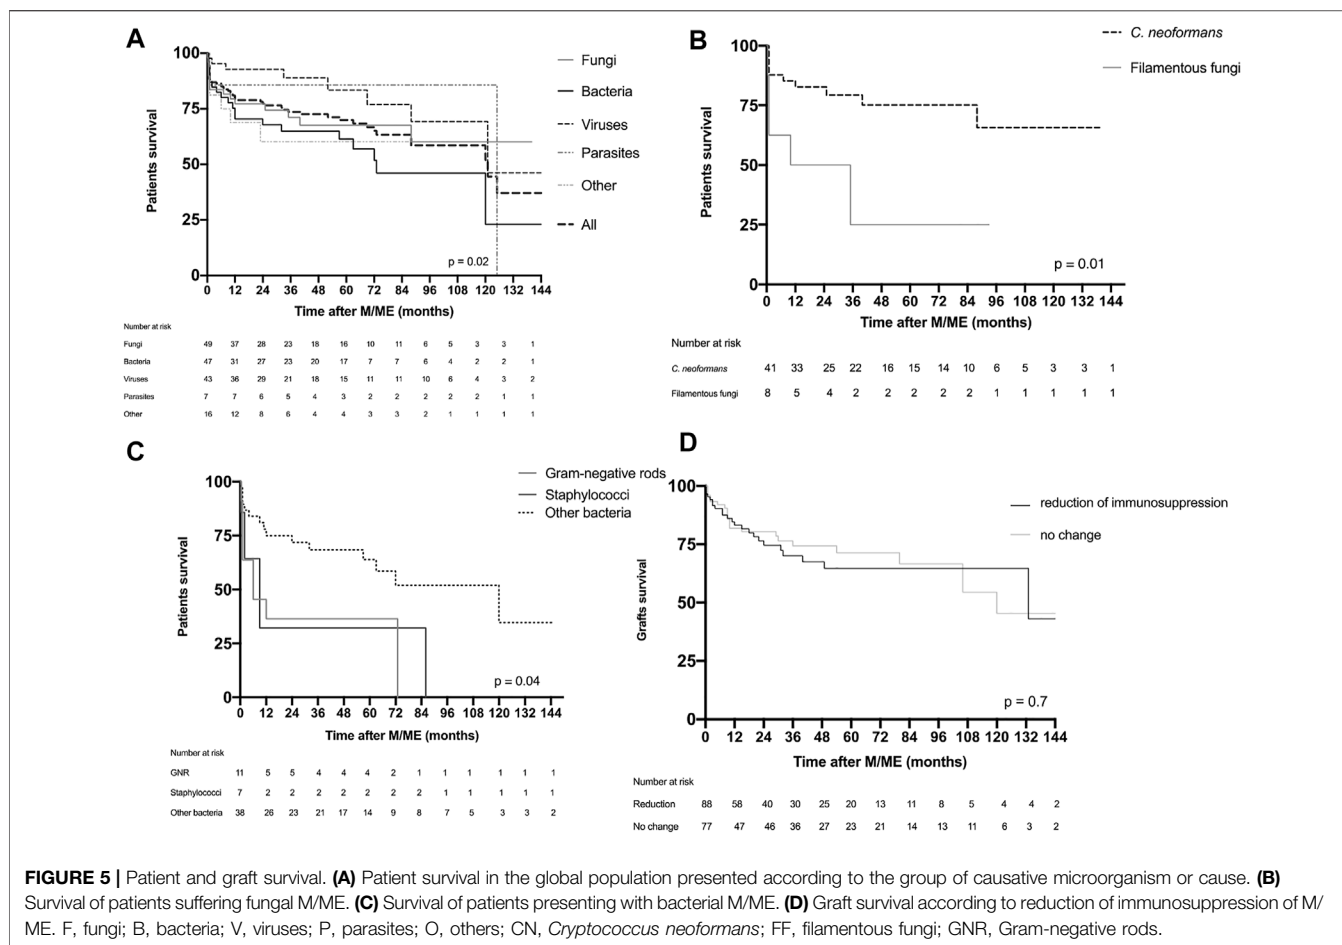 A
100
75
50
25
0
Patients survival
Fungi
Bacteria
Viruses
Parasites
Other
All
p = 0.02
0 12 24 36 48 60 72 84 96 108 120 132 144
Time after M/ME (months)
Number at risk
Fungi 49 37 28 23 18 16 10 11 6 5 3 3 1
Bacteria 47 31 27 23 20 17 7 7 6 4 2 2 1
Viruses 43 36 29 21 18 15 11 11 10 6 4 3 2
Parasites 7 7 6 5 4 3 2 2 2 2 2 1 1 1
Other 16 12 8 6 4 4 3 3 2 1 1 1 1
B
100
75
50
25
0
Patients survival
C. neoformans
Filamentous fungi
p = 0.01
0 12 24 36 48 60 72 84 96 108 120 132 144
Time after M/ME (months)
Number at risk
C. neoformans 41 33 25 22 16 15 14 10 6 5 3 3 1
Filamentous fungi 8 5 4 2 2 2 2 2 1 1 1 1 1
C
100
75
50
25
0
Patients survival
Gram-negative rods
Staphylococci
Other bacteria
p = 0.04
0 12 24 36 48 60 72 84 96 108 120 132 144
Time after M/ME (months)
Number at risk
GNR 11 5 5 4 4 4 2 1 1 1 1 1 1
Staphylococci 7 2 2 2 2 2 2 2 1 1 1 1 1
Other bacteria 38 26 23 21 17 14 9 8 7 5 3 3 2
D
100
75
50
25
0
Grafts survival
reduction of immunosuppression
no change
p = 0.7
0 12 24 36 48 60 72 84 96 108 120 132 144
Time after M/ME (months)
Number at risk
Reduction 88 58 40 30 25 20 13 11 8 5 4 4 2
No change 77 47 46 36 27 23 21 14 13 11 6 3 2
FIGURE 5 | Patient and graft survival. (A) Patient survival in the global population presented according to the group of causative microorganism or cause. (B)
Survival of patients suffering fungal M/ME. (C) Survival of patients presenting with bacterial M/ME. (D) Graft survival according to reduction of immunosuppression of M/
ME. F, fungi; B, bacteria; V, viruses; P, parasites; O, others; CN, Cryptococcus neoformans; FF, filamentous fungi; GNR, Gram-negative rods.